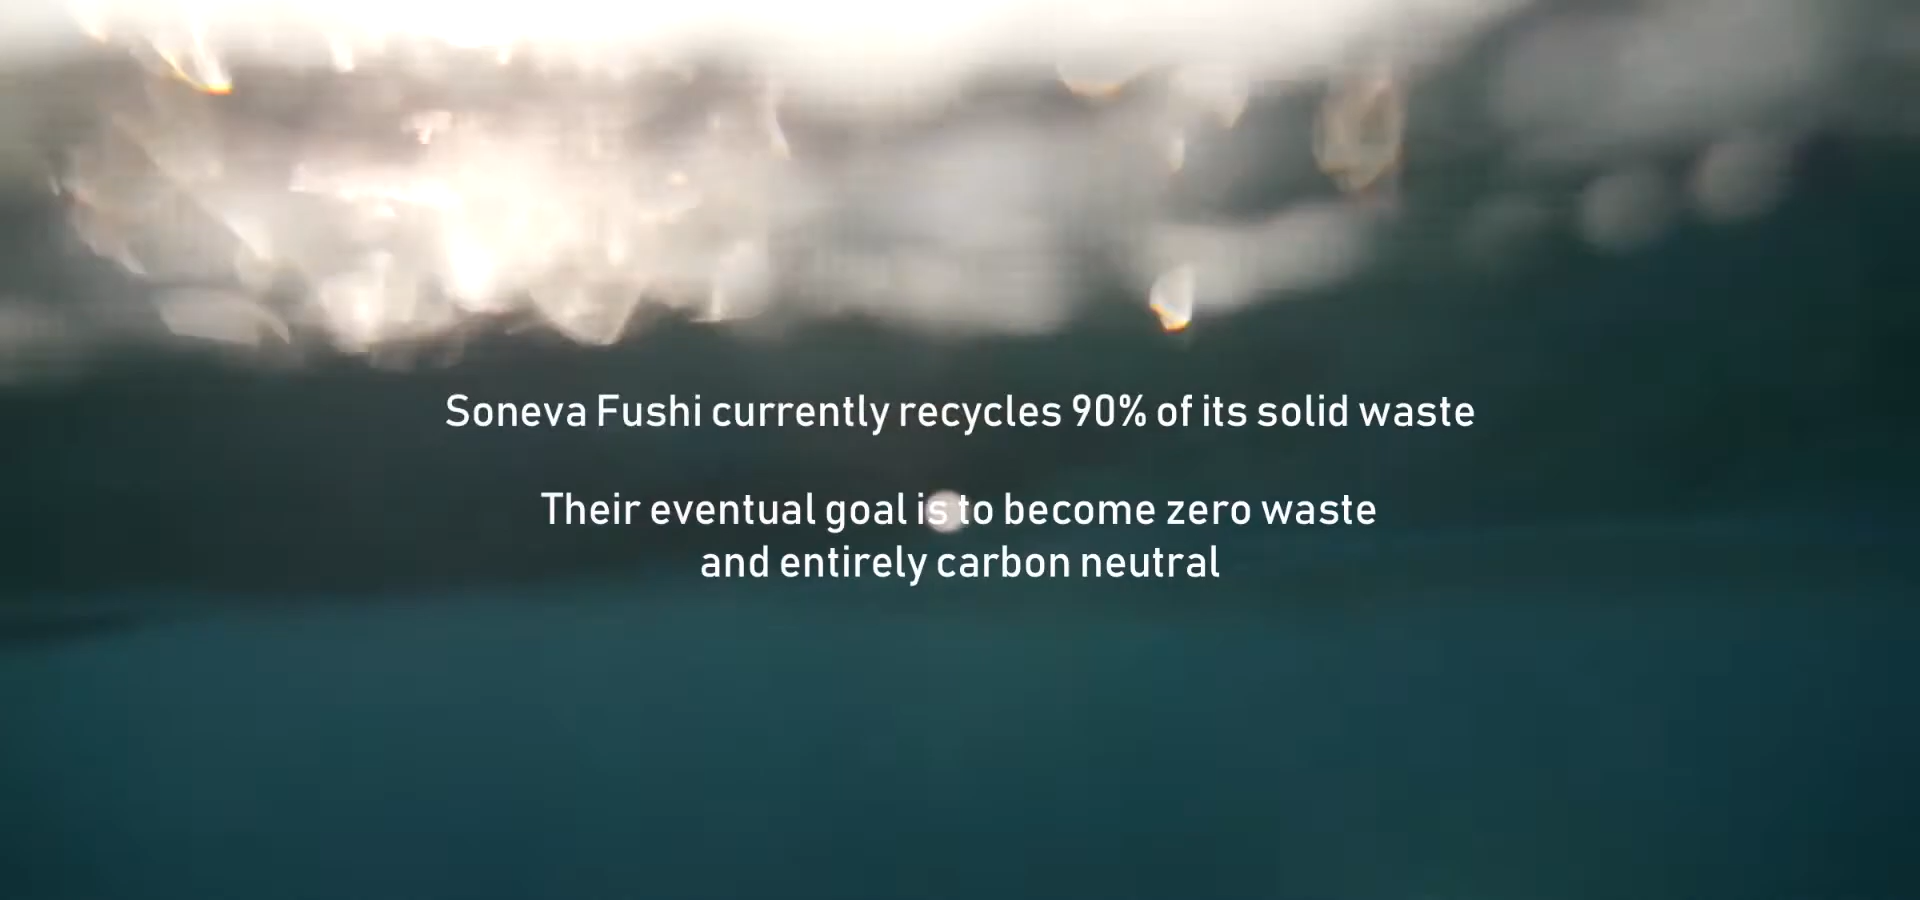 Soneva Fushi currently recycles 90% of its solid waste
Their eventual goal is to become zero waste
and entirely carbon neutral